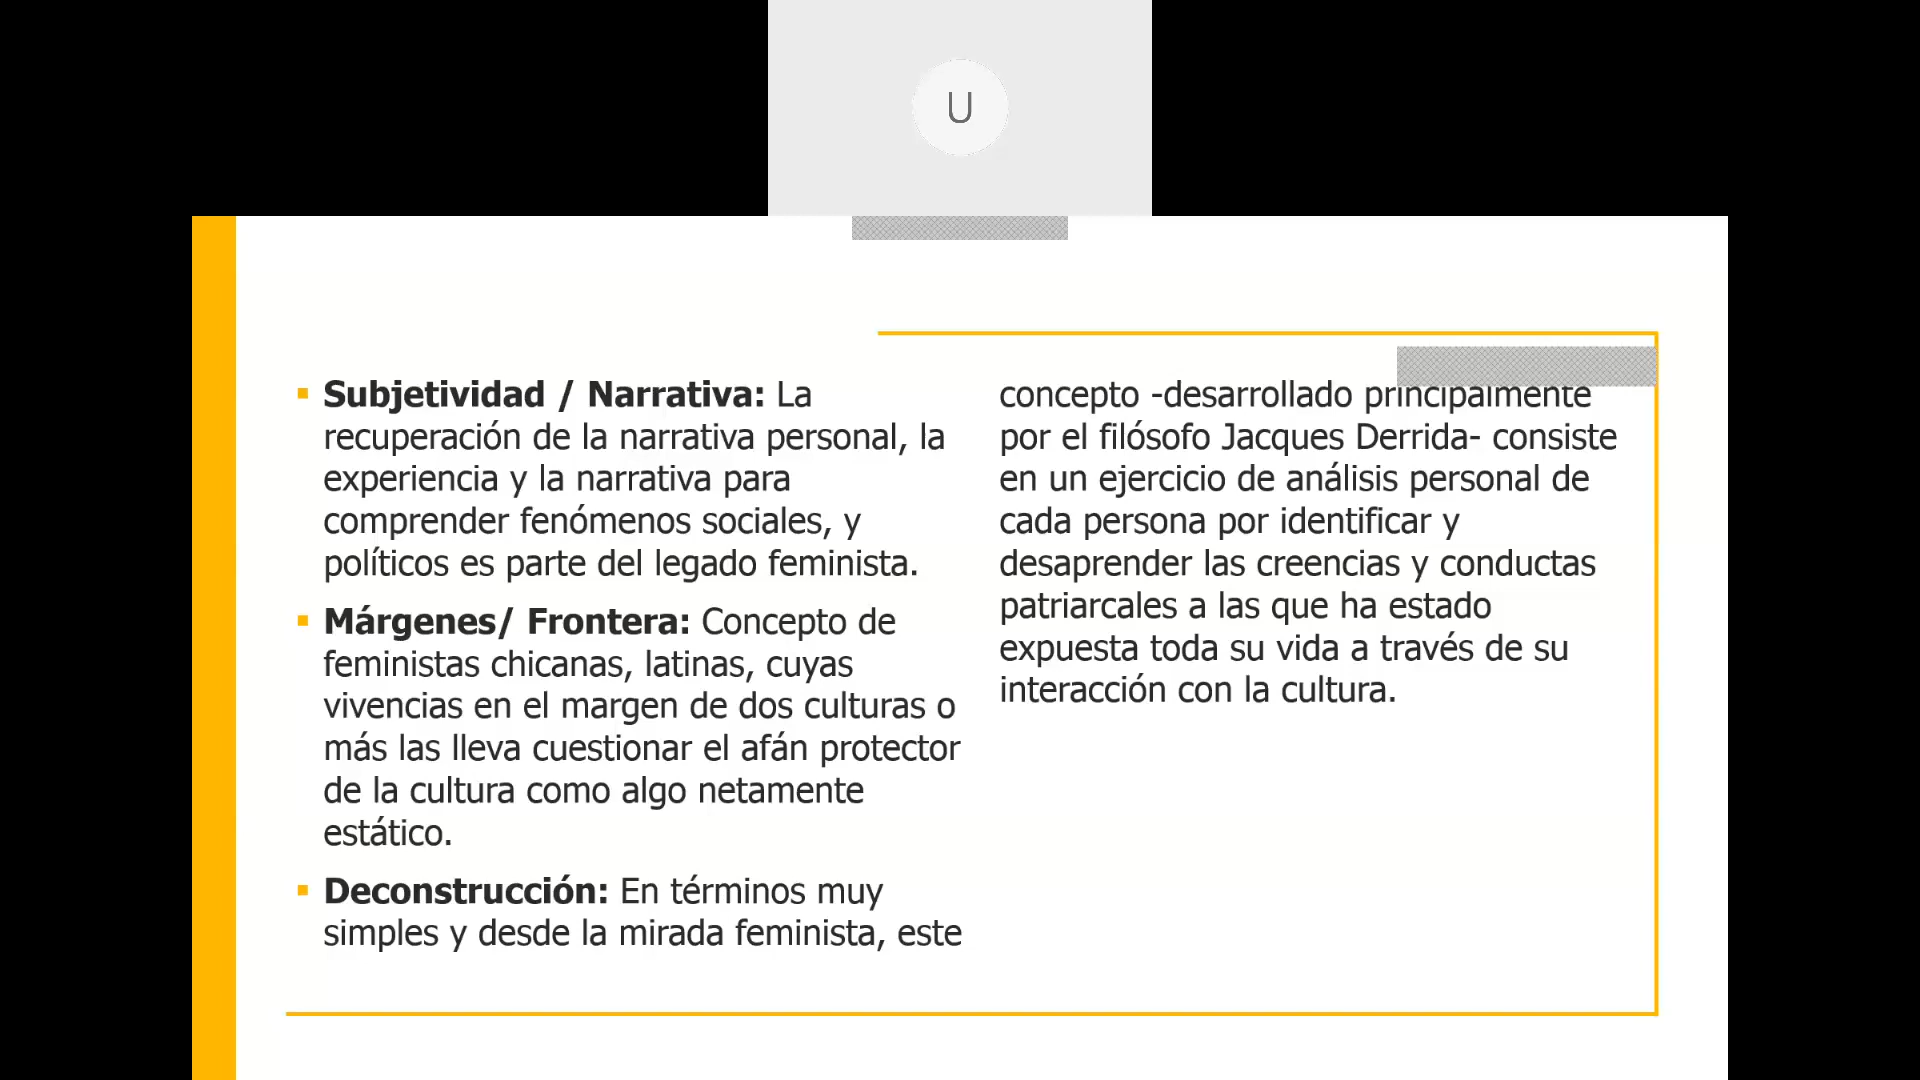 U
Subjetividad / Narrativa: La
recuperación de la narrativa personal, la
experiencia y la narrativa para
comprender fenómenos sociales, y
políticos es parte del legado feminista.
Márgenes/ Frontera: Concepto de
feministas chicanas, latinas, cuyas
vivencias en el margen de dos culturas o
más las lleva cuestionar el afán protector
de la cultura como algo netamente
estático.
Deconstrucción: En términos muy
simples y desde la mirada feminista, este
concepto -desarrollado principalmente
por el filósofo Jacques Derrida- consiste
en un ejercicio de análisis personal de
cada persona por identificar y
desaprender las creencias y conductas
patriarcales a las que ha estado
expuesta toda su vida a través de su
interacción con la cultura.